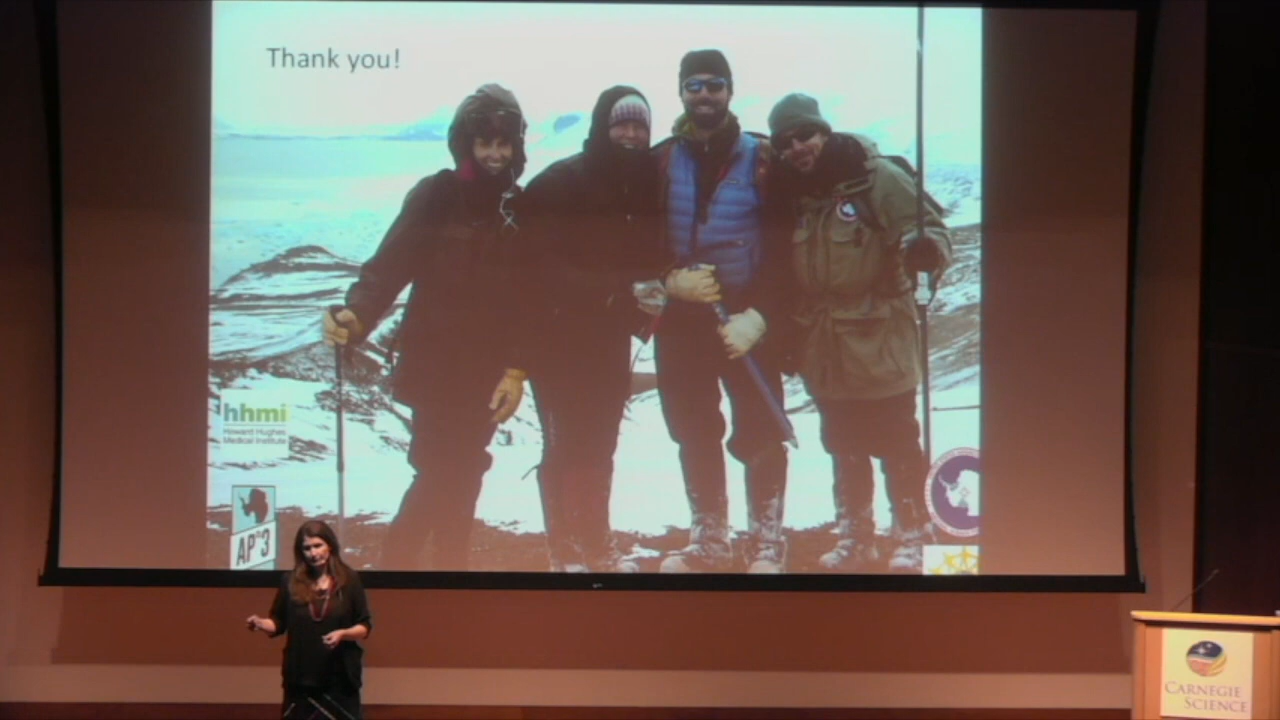 Thank you!
hhmi
Howard Hughes
Medical Institute
AP 3
CARNEGIE
SCIENCE